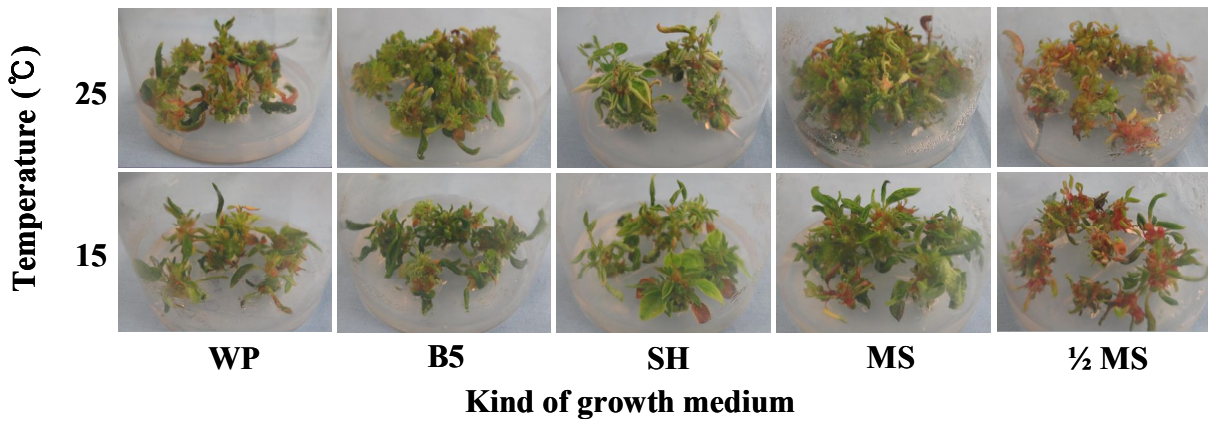 Temperature (℃)
25
15
WP
B5
SH
MS
½ MS
Kind of growth medium